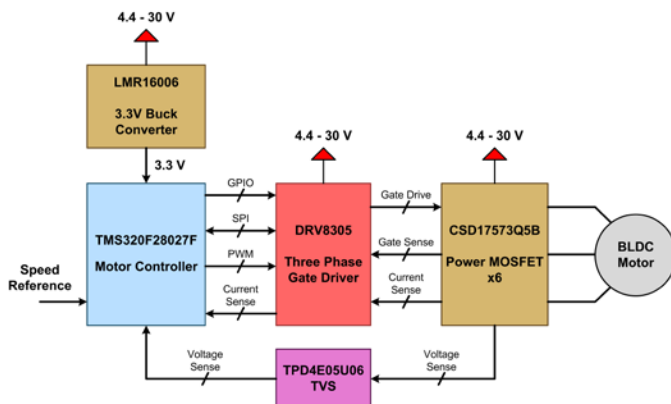 4.4 - 30 V
LMR16006
3.3V Buck
Converter
3.3 V
4.4 - 30 V
4.4 - 30 V
TMS320F28027F
Motor Controller
Speed
Reference
GPIO
SPI
PWM
Current
Sense
DRV8305
Three Phase
Gate Driver
Gate Drive
Gate Sense
Current
Sense
CSD17573Q5B
Power MOSFET
x6
BLDC
Motor
Voltage
Sense
TPD4E05U06
TVS
Voltage
Sense